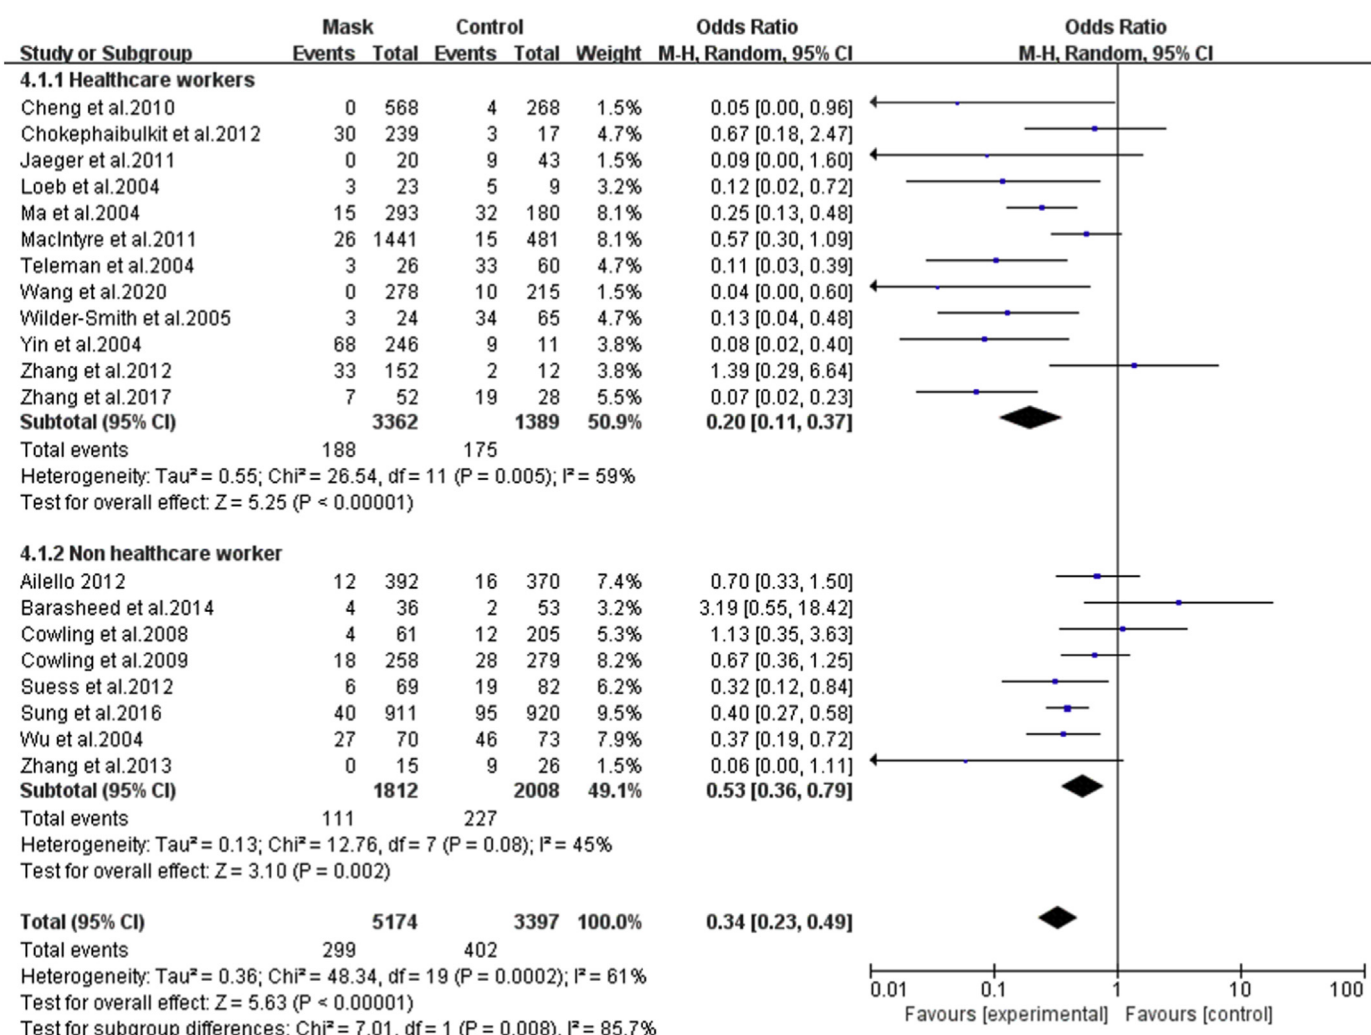 Mask Control Odds Ratio Odds Ratio
Study or Subgroup Events Total Events Total Weight M-H, Random, 95% CI M-H, Random, 95% CI
4.1.1 Healthcare workers
Cheng et al.2010 0 568 4 268 1.5% 0.05 [0.00, 0.96]
Chokephaibulkit et al.2012 30 239 3 17 4.7% 0.67 [0.18, 2.47]
Jaeger et al.2011 0 20 9 43 1.5% 0.09 [0.00, 1.60]
Loeb et al.2004 3 23 5 9 3.2% 0.12 [0.02, 0.72]
Ma et al.2004 15 293 32 180 8.1% 0.25 [0.13, 0.48]
MacIntyre et al.2011 26 1441 15 481 8.1% 0.57 [0.30, 1.09]
Teleman et al.2004 3 26 33 60 4.7% 0.11 [0.03, 0.39]
Wang et al.2020 0 278 10 215 1.5% 0.04 [0.00, 0.60]
Wilder-Smith et al.2005 3 24 34 65 4.7% 0.13 [0.04, 0.48]
Yin et al.2004 68 246 9 11 3.8% 0.08 [0.02, 0.40]
Zhang et al.2012 33 152 2 12 3.8% 1.39 [0.29, 6.64]
Zhang et al.2017 7 52 19 28 5.5% 0.07 [0.02, 0.23]
Subtotal (95% CI) 3362 1389 50.9% 0.20 [0.11, 0.37]
Total events 188 175
Heterogeneity: Tau² = 0.55; Chi² = 26.54, df = 11 (P = 0.005); I² = 59%
Test for overall effect: Z = 5.25 (P < 0.00001)
4.1.2 Non healthcare worker
Ailello 2012 12 392 16 370 7.4% 0.70 [0.33, 1.50]
Barasheed et al.2014 4 36 2 53 3.2% 3.19 [0.55, 18.42]
Cowling et al.2008 4 61 12 205 5.3% 1.13 [0.35, 3.63]
Cowling et al.2009 18 258 28 279 8.2% 0.67 [0.36, 1.25]
Suess et al.2012 6 69 19 82 6.2% 0.32 [0.12, 0.84]
Sung et al.2016 40 911 95 920 9.5% 0.40 [0.27, 0.58]
Wu et al.2004 27 70 46 73 7.9% 0.37 [0.19, 0.72]
Zhang et al.2013 0 15 9 26 1.5% 0.06 [0.00, 1.11]
Subtotal (95% CI) 1812 2008 49.1% 0.53 [0.36, 0.79]
Total events 111 227
Heterogeneity: Tau² = 0.13; Chi² = 12.76, df = 7 (P = 0.08); I² = 45%
Test for overall effect: Z = 3.10 (P = 0.002)
Total (95% CI) 5174 3397 100.0% 0.34 [0.23, 0.49]
Total events 299 402
Heterogeneity: Tau² = 0.36; Chi² = 48.34, df = 19 (P = 0.0002); I² = 61%
Test for overall effect: Z = 5.63 (P < 0.00001)
Test for subgroup differences: Chi² = 7.01, df = 1 (P = 0.008), I² = 85.7%
0.01 0.1 1 10 100
Favours [experimental] Favours [control]